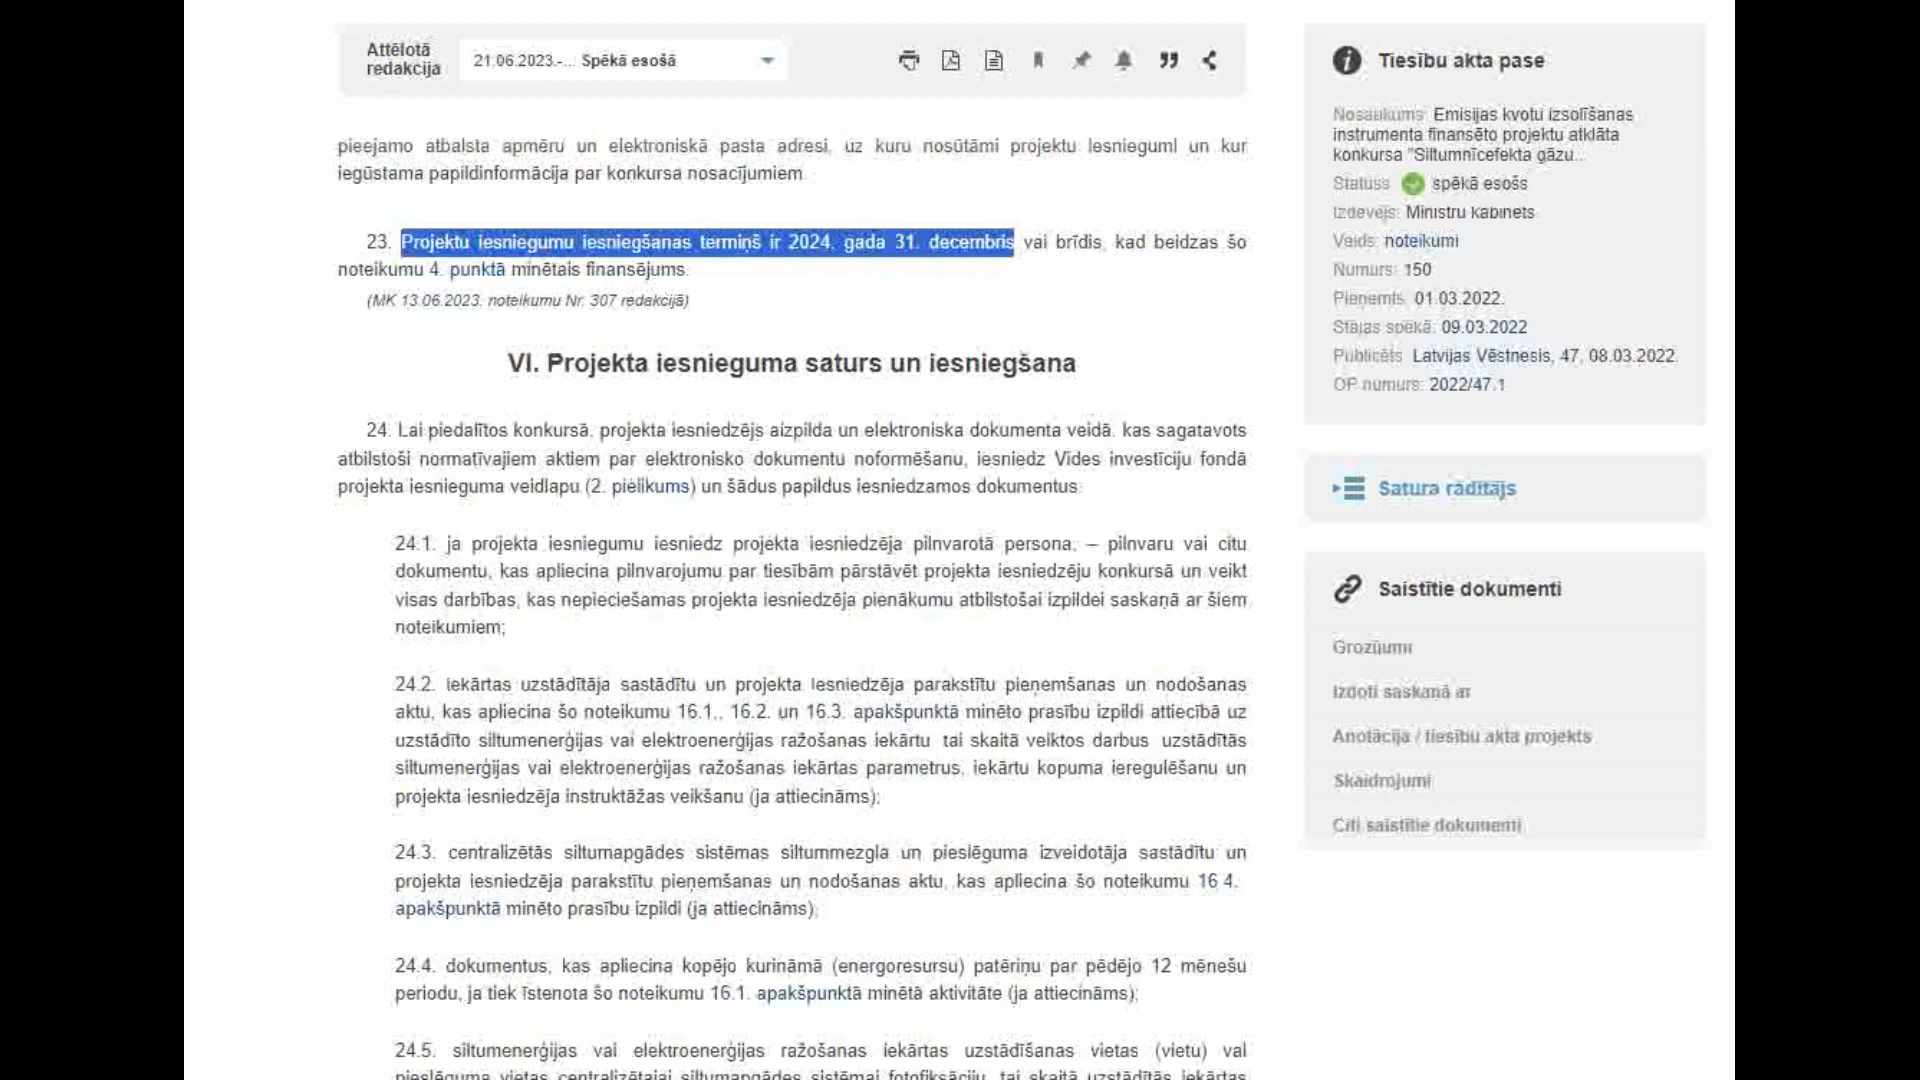 Attēlotā
redakcija
21.06.2023.-... Spēkā esošā
pieejamo atbalsta apmēru un elektroniskā pasta adresi, uz kuru nosūtāmi projektu iesniegumi un kur
iegūstama papildinformācija par konkursa nosacījumiem.
23. Projektu iesniegumu iesniegšanas termiņš ir 2024. gada 31. decembris vai brīdis, kad beidzas šo
noteikumu 4. punktā minētais finansējums.
(MK 13.06.2023. noteikumu Nr. 307 redakcijā)
VI. Projekta iesnieguma saturs un iesniegšana
24. Lai piedalītos konkursā, projekta iesniedzējs aizpilda un elektroniska dokumenta veidā, kas sagatavots
atbilstoši normatīvajiem aktiem par elektronisko dokumentu noformēšanu, iesniedz Vides investīciju fondā
projekta iesnieguma veidlapu (2. pielikums) un šādus papildus iesniedzamos dokumentus:
24.1. ja projekta iesniegumu iesniedz projekta iesniedzēja pilnvarotā persona, – pilnvaru vai citu
dokumentu, kas apliecina pilnvarojumu par tiesībām pārstāvēt projekta iesniedzēju konkursā un veikt
visas darbības, kas nepieciešamas projekta iesniedzēja pienākumu atbilstošai izpildei saskaņā ar šiem
noteikumiem;
24.2. iekārtas uzstādītāja sastādītu un projekta iesniedzēja parakstītu pieņemšanas un nodošanas
aktu, kas apliecina šo noteikumu 16.1., 16.2. un 16.3. apakšpunktā minēto prasību izpildi attiecībā uz
uzstādīto siltumenerģijas vai elektroenerģijas ražošanas iekārtu, tai skaitā veiktos darbus, uzstādītās
siltumenerģijas vai elektroenerģijas ražošanas iekārtas parametrus, iekārtu kopuma ieregulēšanu un
projekta iesniedzēja instruktāžas veikšanu (ja attiecināms);
24.3. centralizētās siltumapgādes sistēmas siltummezgla un pieslēguma izveidotāja sastādītu un
projekta iesniedzēja parakstītu pieņemšanas un nodošanas aktu, kas apliecina šo noteikumu 16.4.
apakšpunktā minēto prasību izpildi (ja attiecināms);
24.4. dokumentus, kas apliecina kopējo kurināmā (energoresursu) patēriņu par pēdējo 12 mēnešu
periodu, ja tiek īstenota šo noteikumu 16.1. apakšpunktā minētā aktivitāte (ja attiecināms);
24.5. siltumenerģijas vai elektroenerģijas ražošanas iekārtas uzstādīšanas vietas (vietu) vai
pieslēguma vietas centralizētajai siltumapgādes sistēmai fotofiksāciju, tai skaitā uzstādītās iekārtas
Tiesību akta pase
Nosaukums: Emisijas kvotu izsolīšanas
instrumenta finansēto projektu atklāta
konkursa "Siltumnīcefekta gāzu...
Statuss: spēkā esošs
Izdevējs: Ministru kabinets
Veids: noteikumi
Numurs: 150
Pieņemts: 01.03.2022.
Stājas spēkā: 09.03.2022.
Publicēts: Latvijas Vēstnesis, 47, 08.03.2022.
OP numurs: 2022/47.1
Satura rādītājs
Saistītie dokumenti
Grozījumi
Izdoti saskaņā ar
Anotācija / tiesību akta projekts
Skaidrojumi
Citi saistītie dokumenti